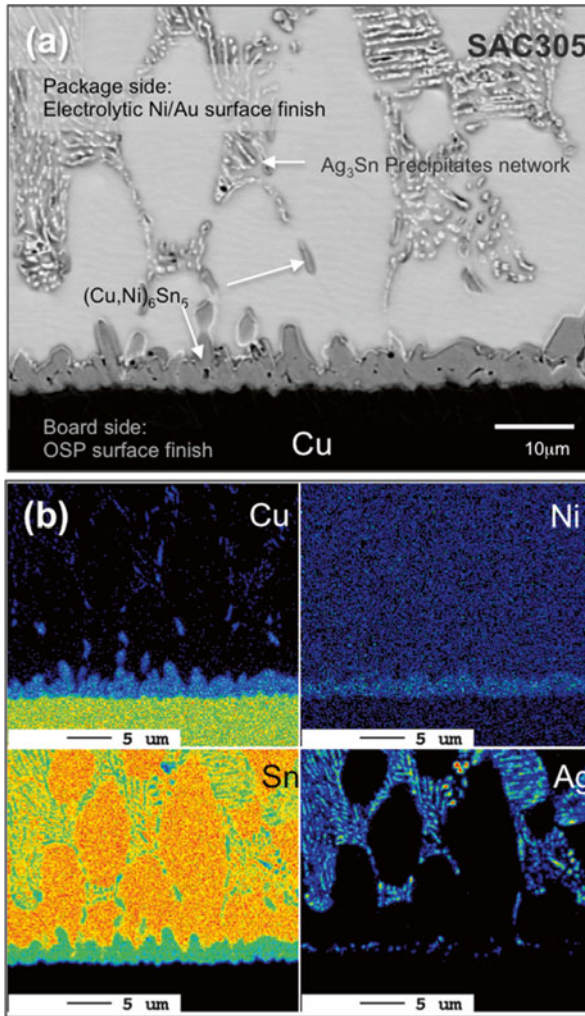 (a)
SAC305
Package side:
Electrolytic Ni/Au surface finish
Ag₃Sn Precipitates network
(Cu,Ni)₆Sn₅
Board side:
OSP surface finish
Cu
10μm
(b)
Cu
Ni
5 um
5 um
Sn
Ag
5 um
5 um